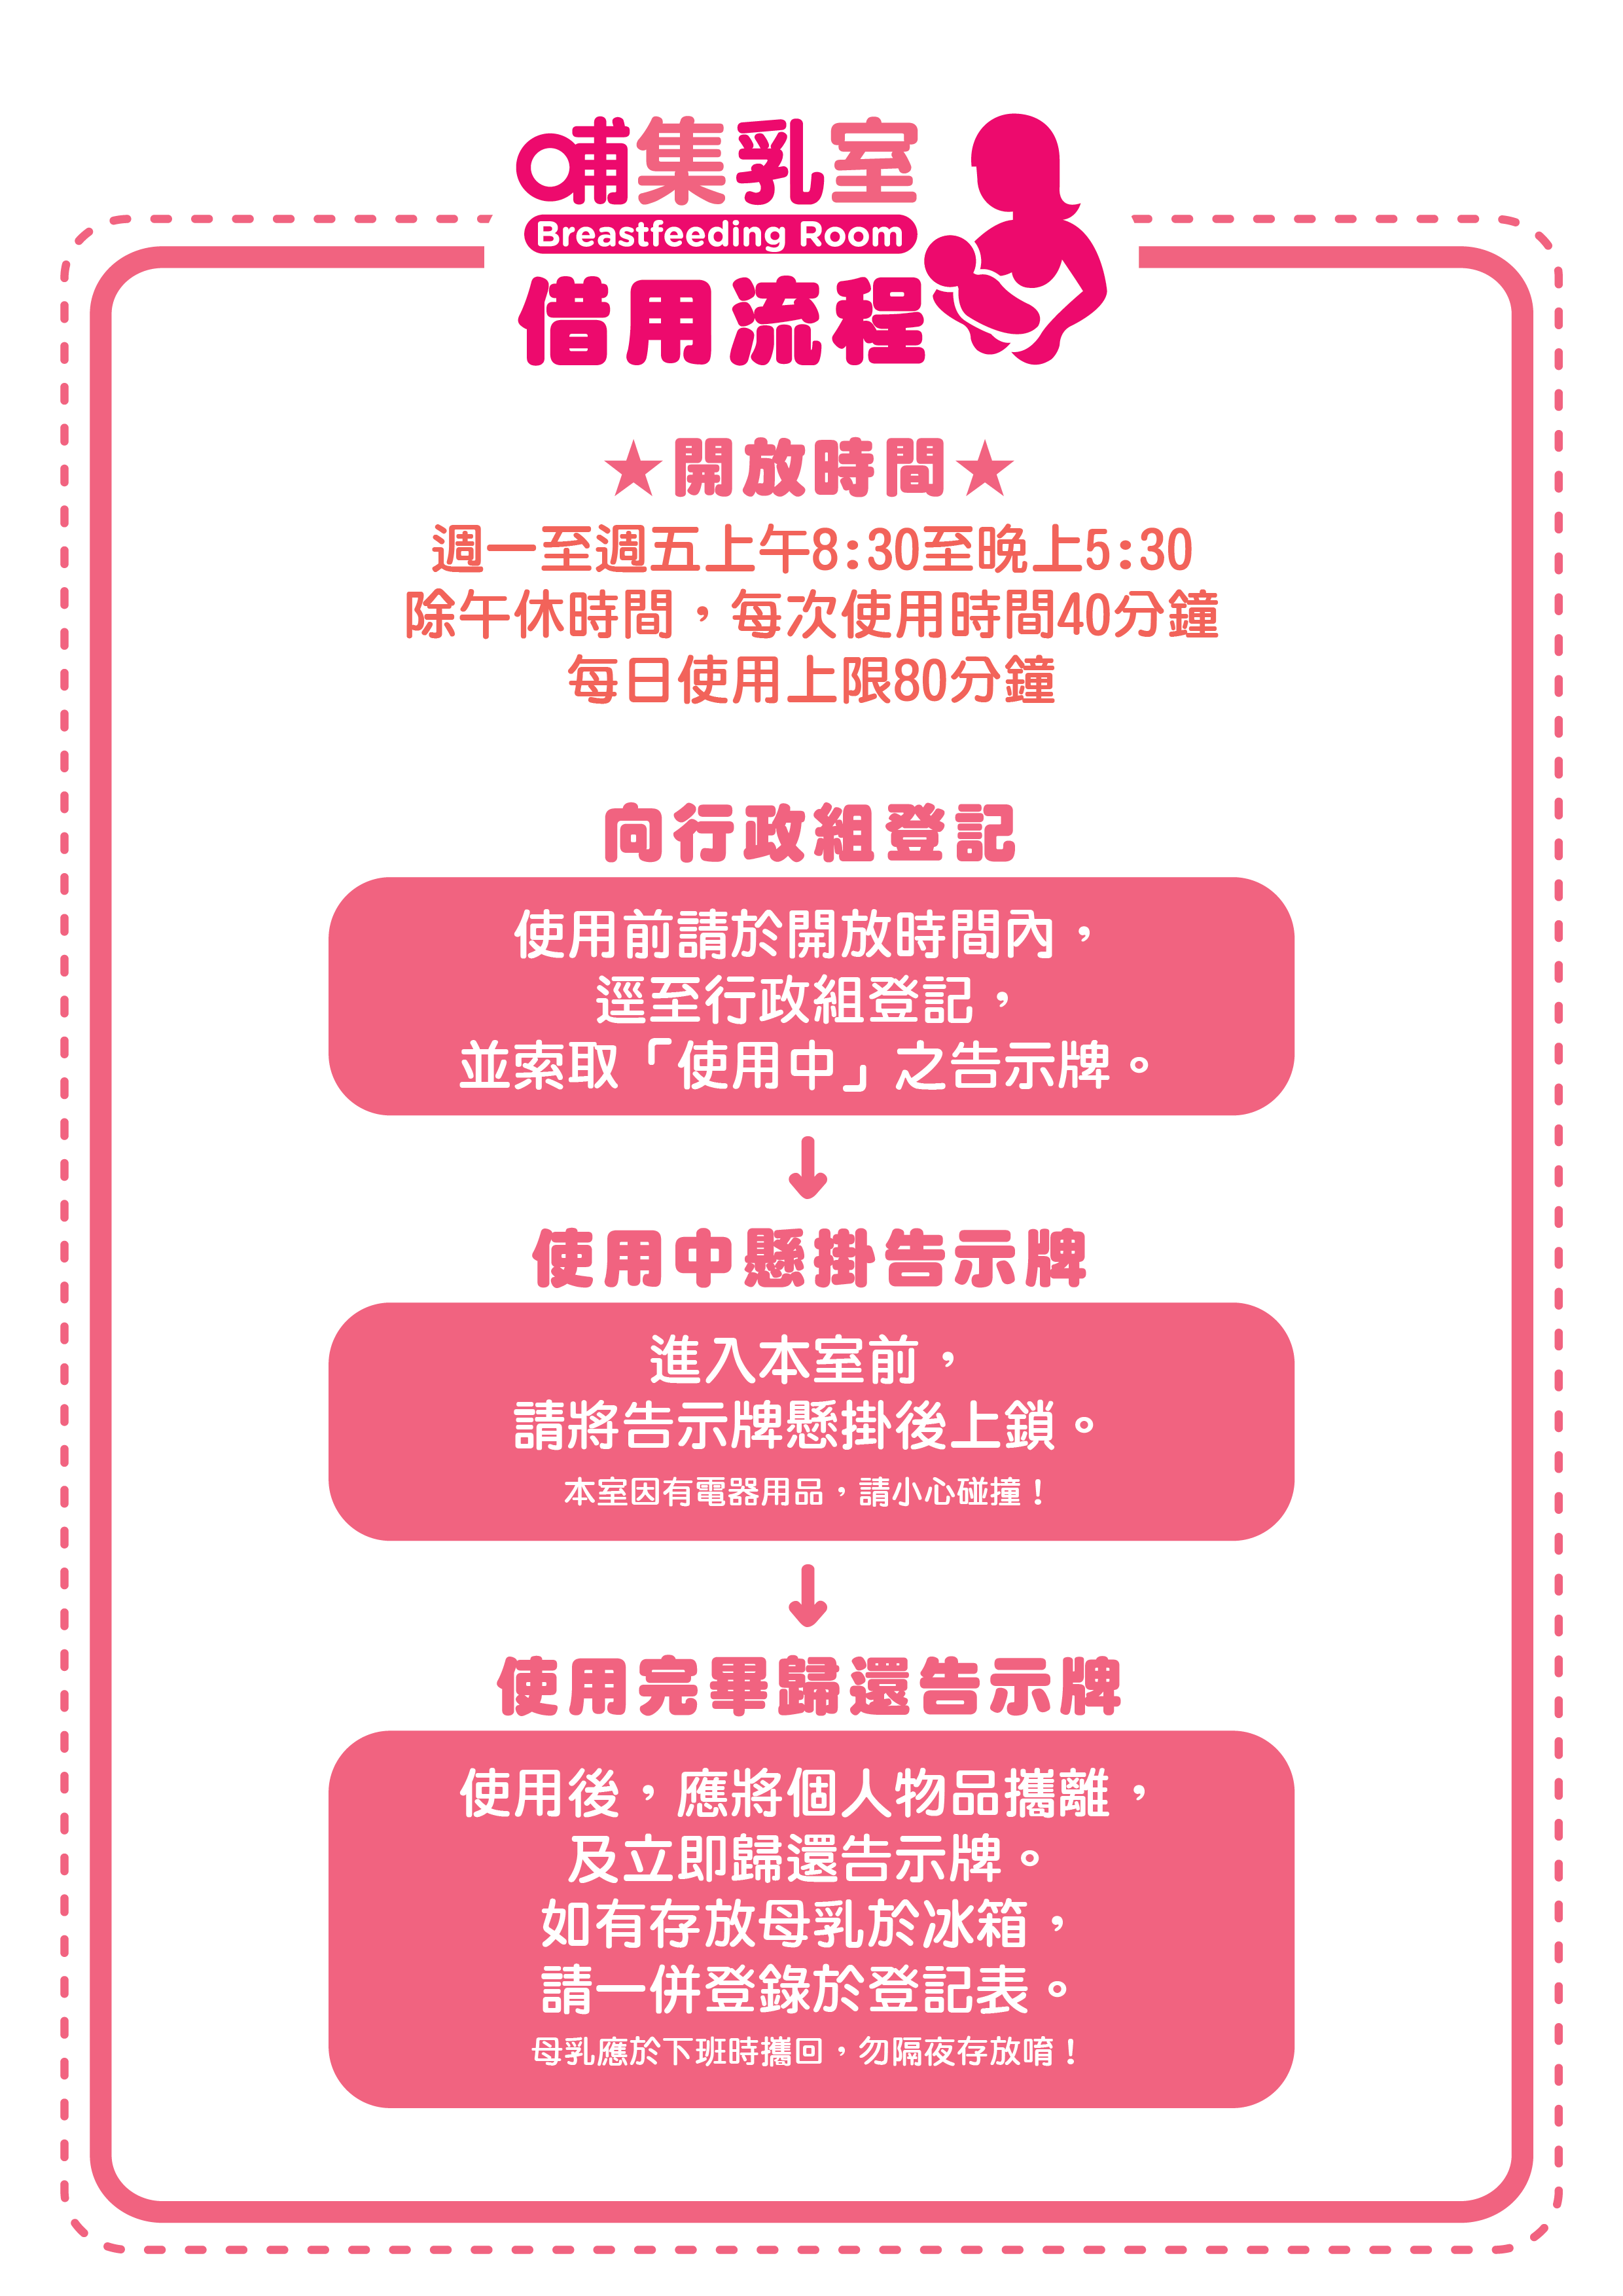 哺集乳室
Breastfeeding Room
借用流程
★開放時間★
週一至週五上午8:30至晚上5:30
除午休時間，每次使用時間40分鐘
每日使用上限80分鐘
向行政組登記
使用前請於開放時間內，
逕至行政組登記，
並索取「使用中」之告示牌。
使用中懸掛告示牌
進入本室前，
請將告示牌懸掛後上鎖。
本室因有電器用品，請小心碰撞！
使用完畢歸還告示牌
使用後，應將個人物品攜離，
及立即歸還告示牌。
如有存放母乳於冰箱，
請一併登錄於登記表。
母乳應於下班時攜回，勿隔夜存放唷！